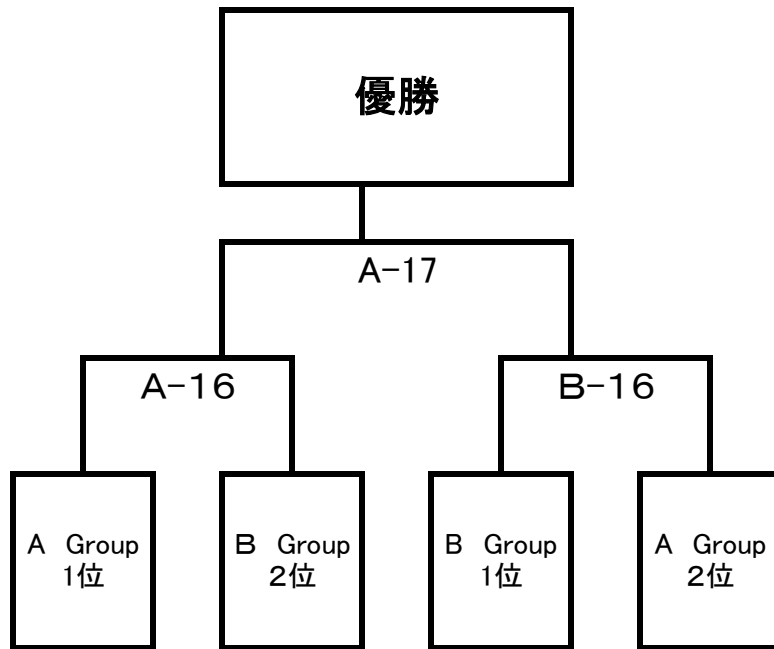 優勝
A-17
A-16
B-16
A Group
1位
B Group
2位
B Group
1位
A Group
2位